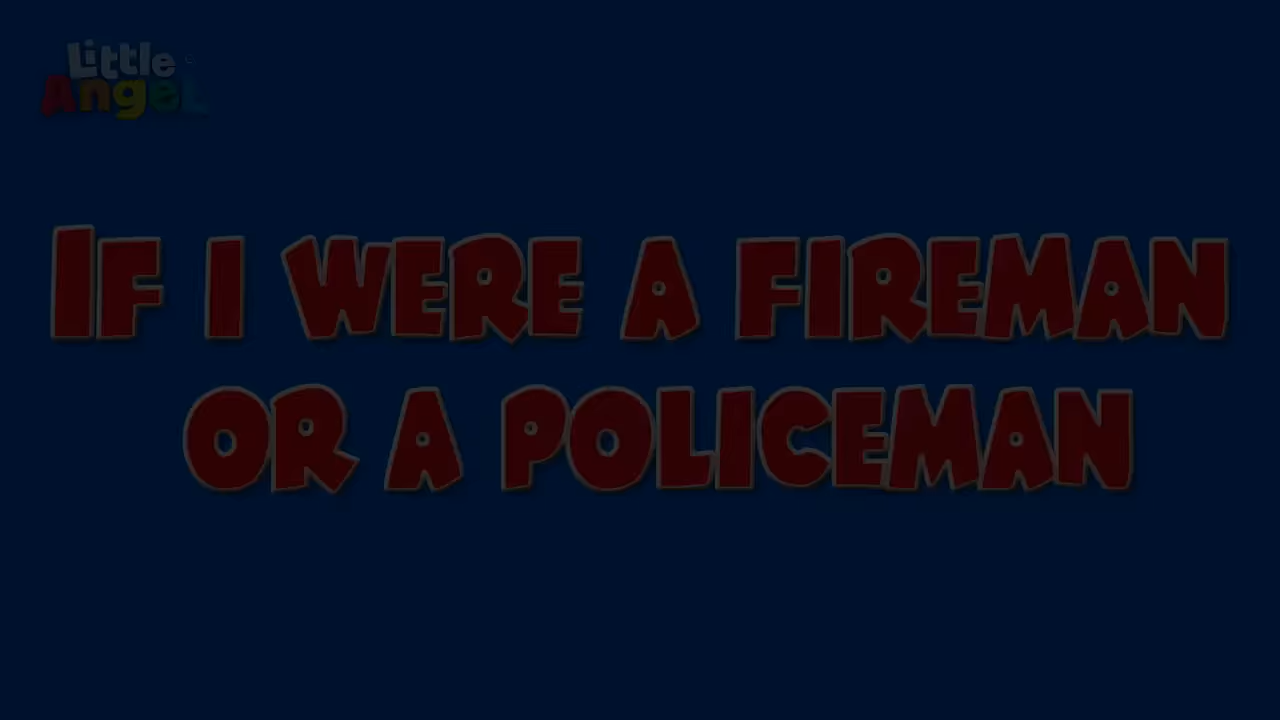 Little
Angel
IF I WERE A FIREMAN
OR A POLICEMAN